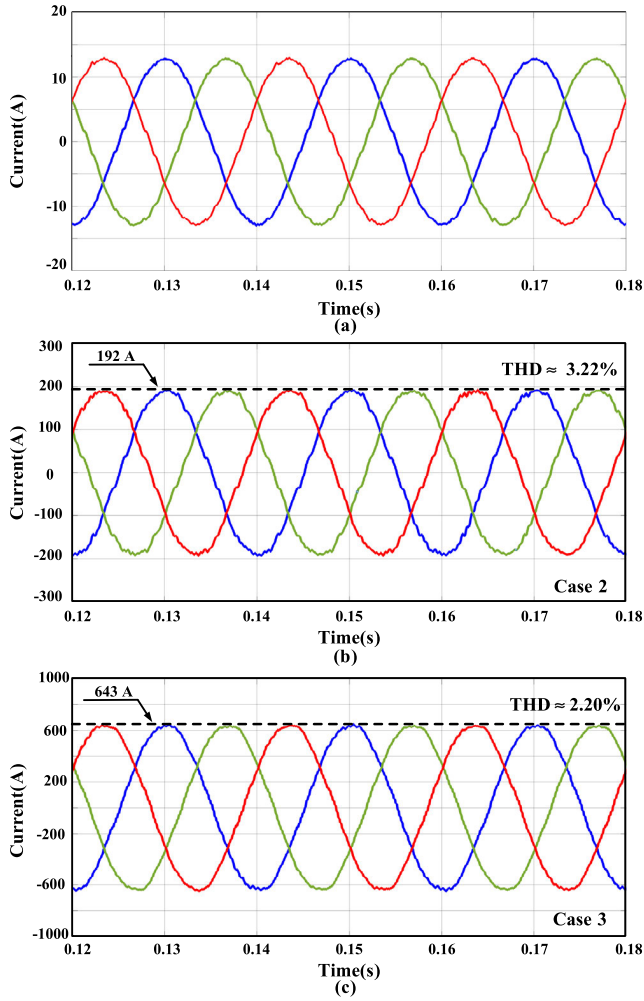 20
10
0
-10
-20
Current(A)
0.12 0.13 0.14 0.15 0.16 0.17 0.18
Time(s)
(a)
300
200
100
0
-100
-200
-300
Current(A)
192 A
THD ≈ 3.22%
Case 2
0.12 0.13 0.14 0.15 0.16 0.17 0.18
Time(s)
(b)
1000
600
200
-200
-600
-1000
Current(A)
643 A
THD ≈ 2.20%
Case 3
0.12 0.13 0.14 0.15 0.16 0.17 0.18
Time(s)
(c)